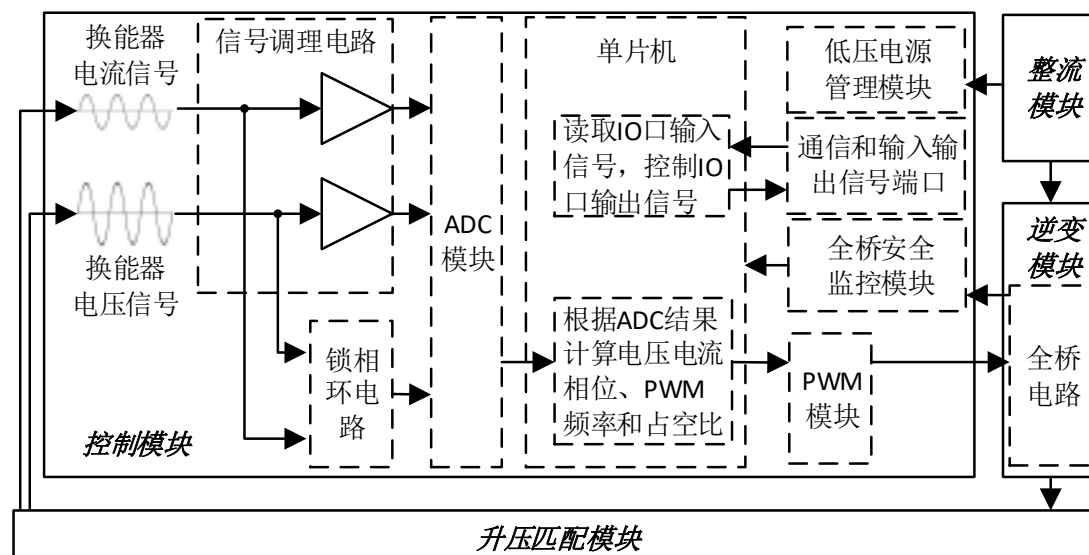 换能器
电流信号
信号调理电路
换能器
电压信号
锁相
环电
路
控制模块
ADC
模块
单片机
读取IO口输入
信号，控制IO
口输出信号
根据ADC结果
计算电压电流
相位、PWM
频率和占空比
低压电源
管理模块
通信和输入输
出信号端口
全桥安全
监控模块
PWM
模块
整流
模块
逆变
模块
全桥
电路
升压匹配模块